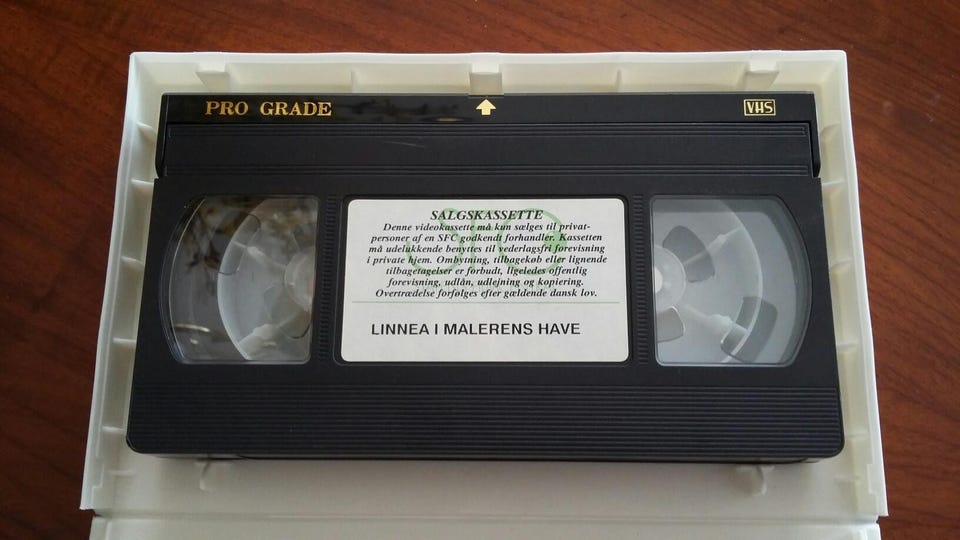 PRO GRADE
VHS
SALGSKASSETTE
Denne videokassette må kun sælges til privat-
personer af en SFC godkendt forhandler. Kassetten
må udelukkende benyttes til vederlagsfri forevisning
i private hjem. Ombytning, tilbagekøb eller lignende
tilbagetagelser er forbudt, ligeledes offentlig
forevisning, udlån, udlejning og kopiering.
Overtrædelse forfølges efter gældende dansk lov.
LINNEA I MALERENS HAVE